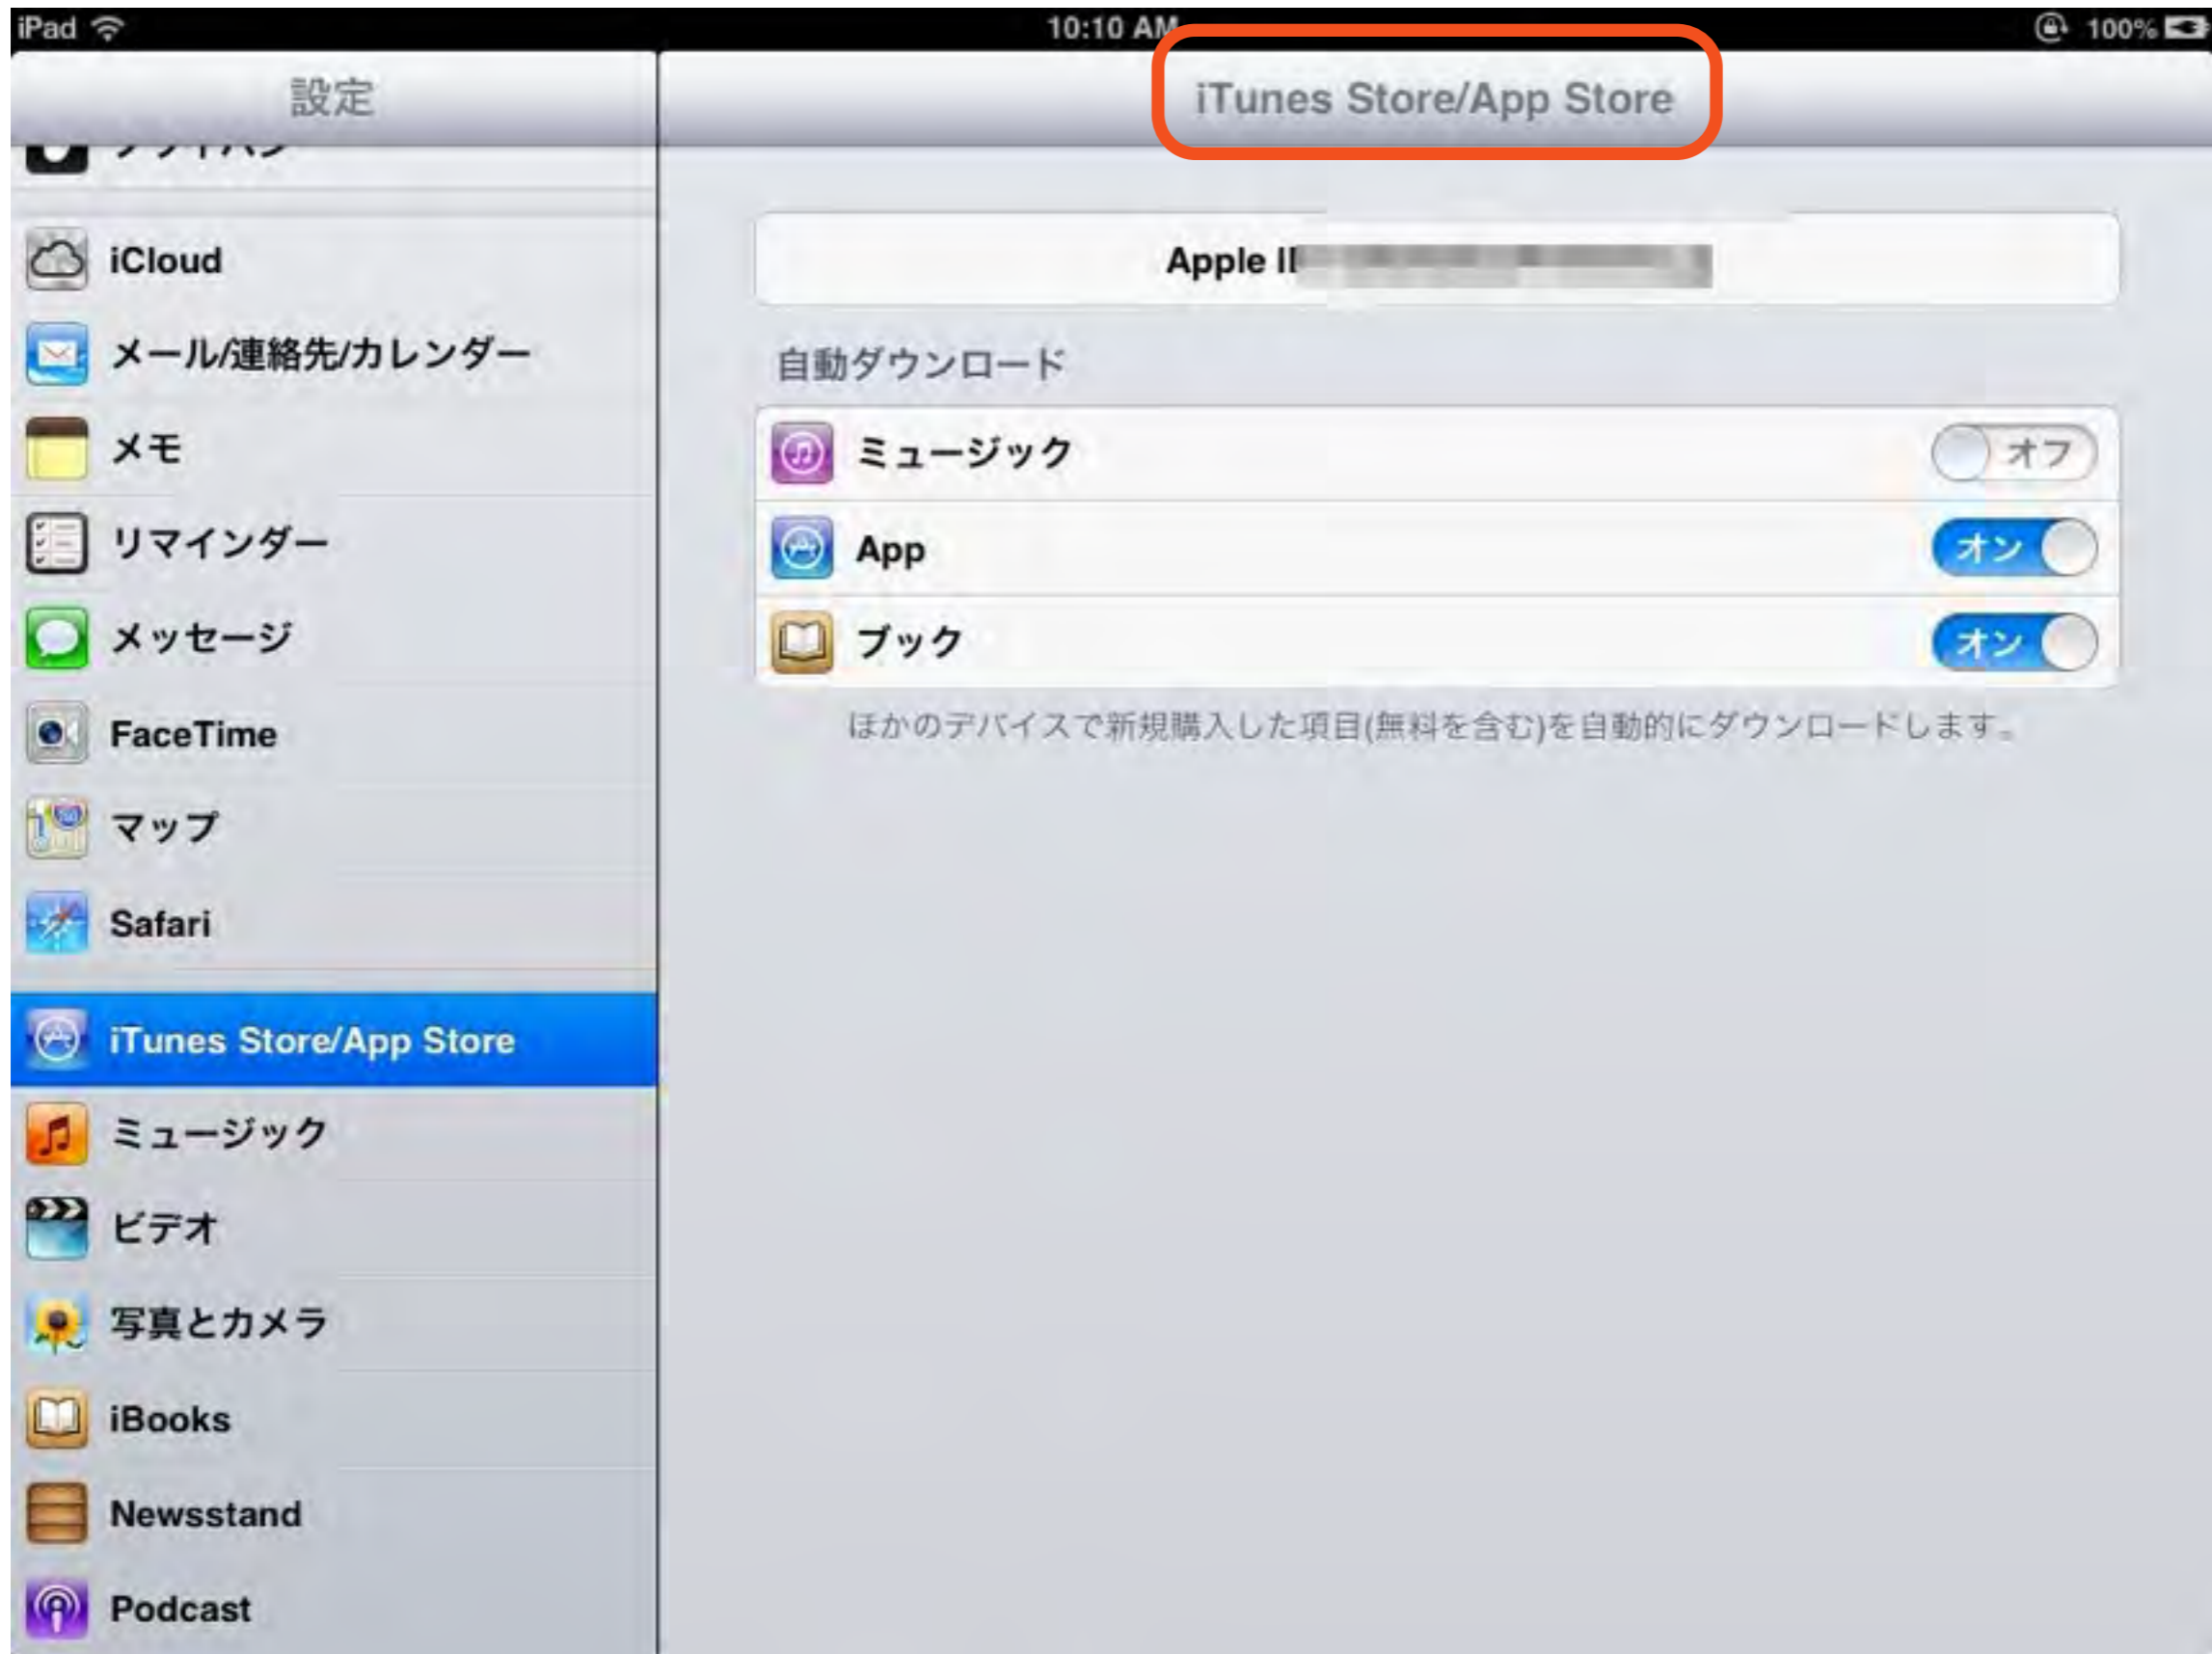 iPad
10:10 AM
100%
設定
iTunes Store/App Store
iCloud
メール/連絡先/カレンダー
メモ
リマインダー
メッセージ
FaceTime
マップ
Safari
iTunes Store/App Store
ミュージック
ビデオ
写真とカメラ
iBooks
Newsstand
Podcast
Apple
自動ダウンロード
ミュージック
オフ
App
オン
ブック
オン
ほかのデバイスで新規購入した項目(無料を含む)を自動的にダウンロードします。